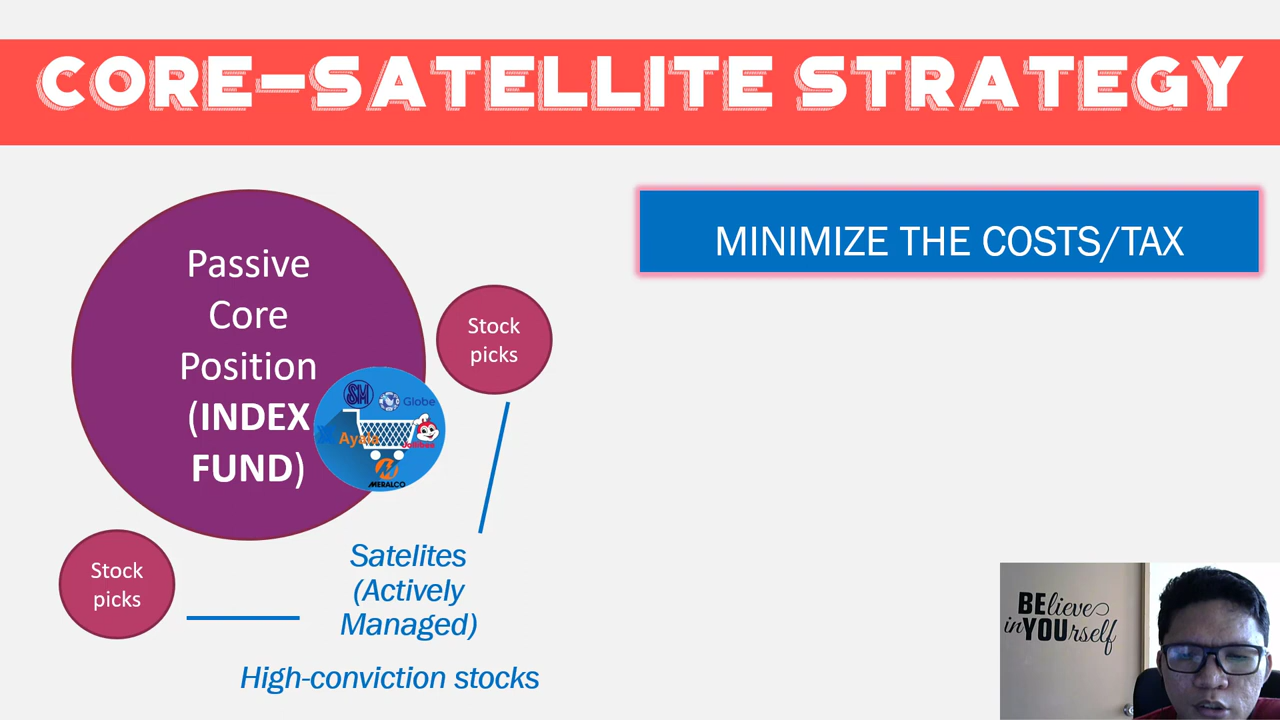 CORE-SATELLITE STRATEGY
MINIMIZE THE COSTS/TAX
Passive
Core
Position
(INDEX
FUND)
Stock
picks
SM
Globe
Ayala
Jollibee
MERALCO
Satelites
(Actively
Managed)
Stock
picks
High-conviction stocks
BElieve
inYOUrself